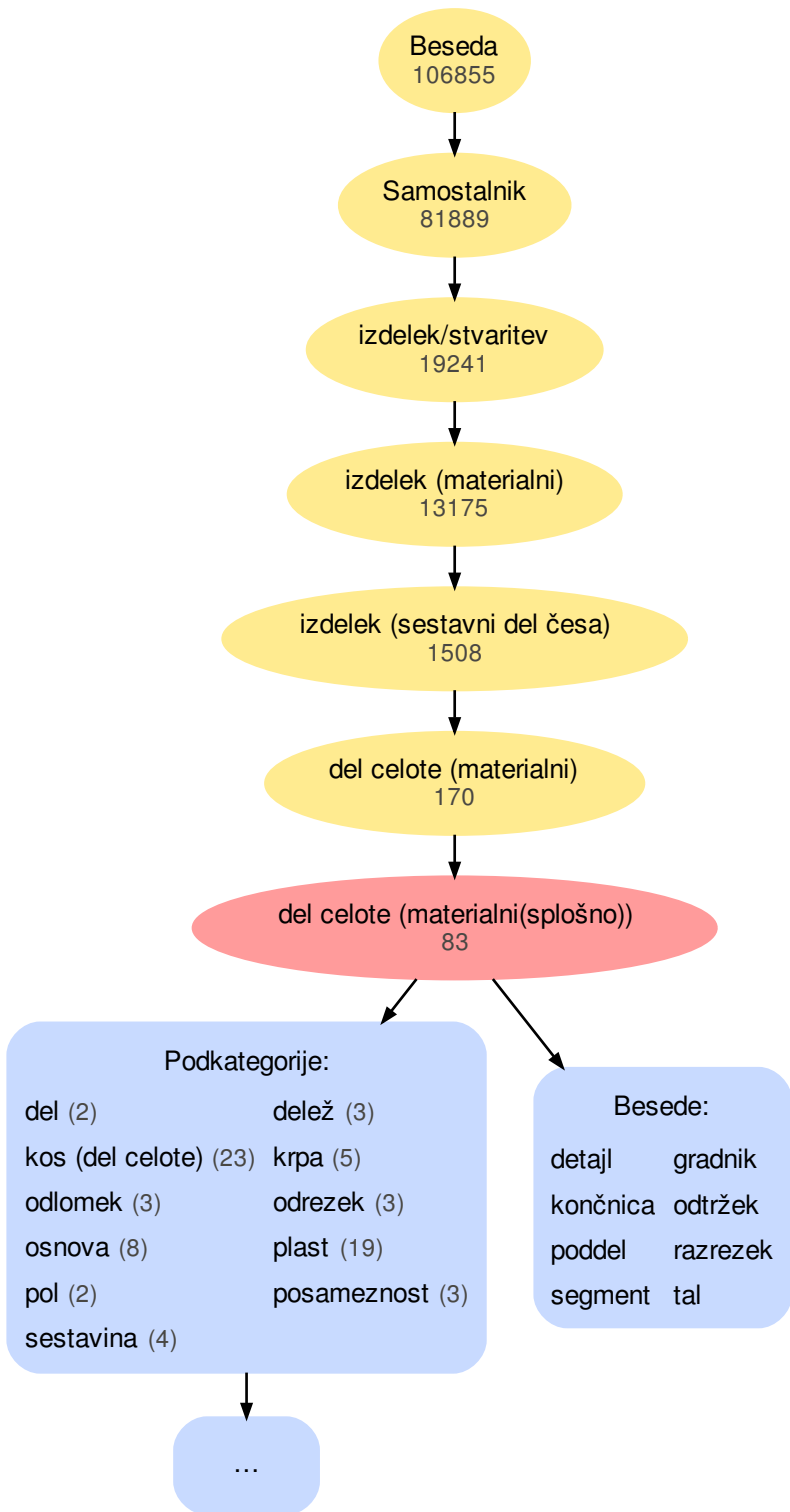 Beseda
106855
Samostalnik
81889
izdelek/stvaritev
19241
izdelek (materialni)
13175
izdelek (sestavni del česa)
1508
del celote (materialni)
170
del celote (materialni(splošno))
83
Podkategorije:
del (2) delež (3)
kos (del celote) (23) krpa (5)
odlomek (3) odrezek (3)
osnova (8) plast (19)
pol (2) posameznost (3)
sestavina (4)
Besede:
detajl gradnik
končnica odtržek
poddel razrezek
segment tal
...